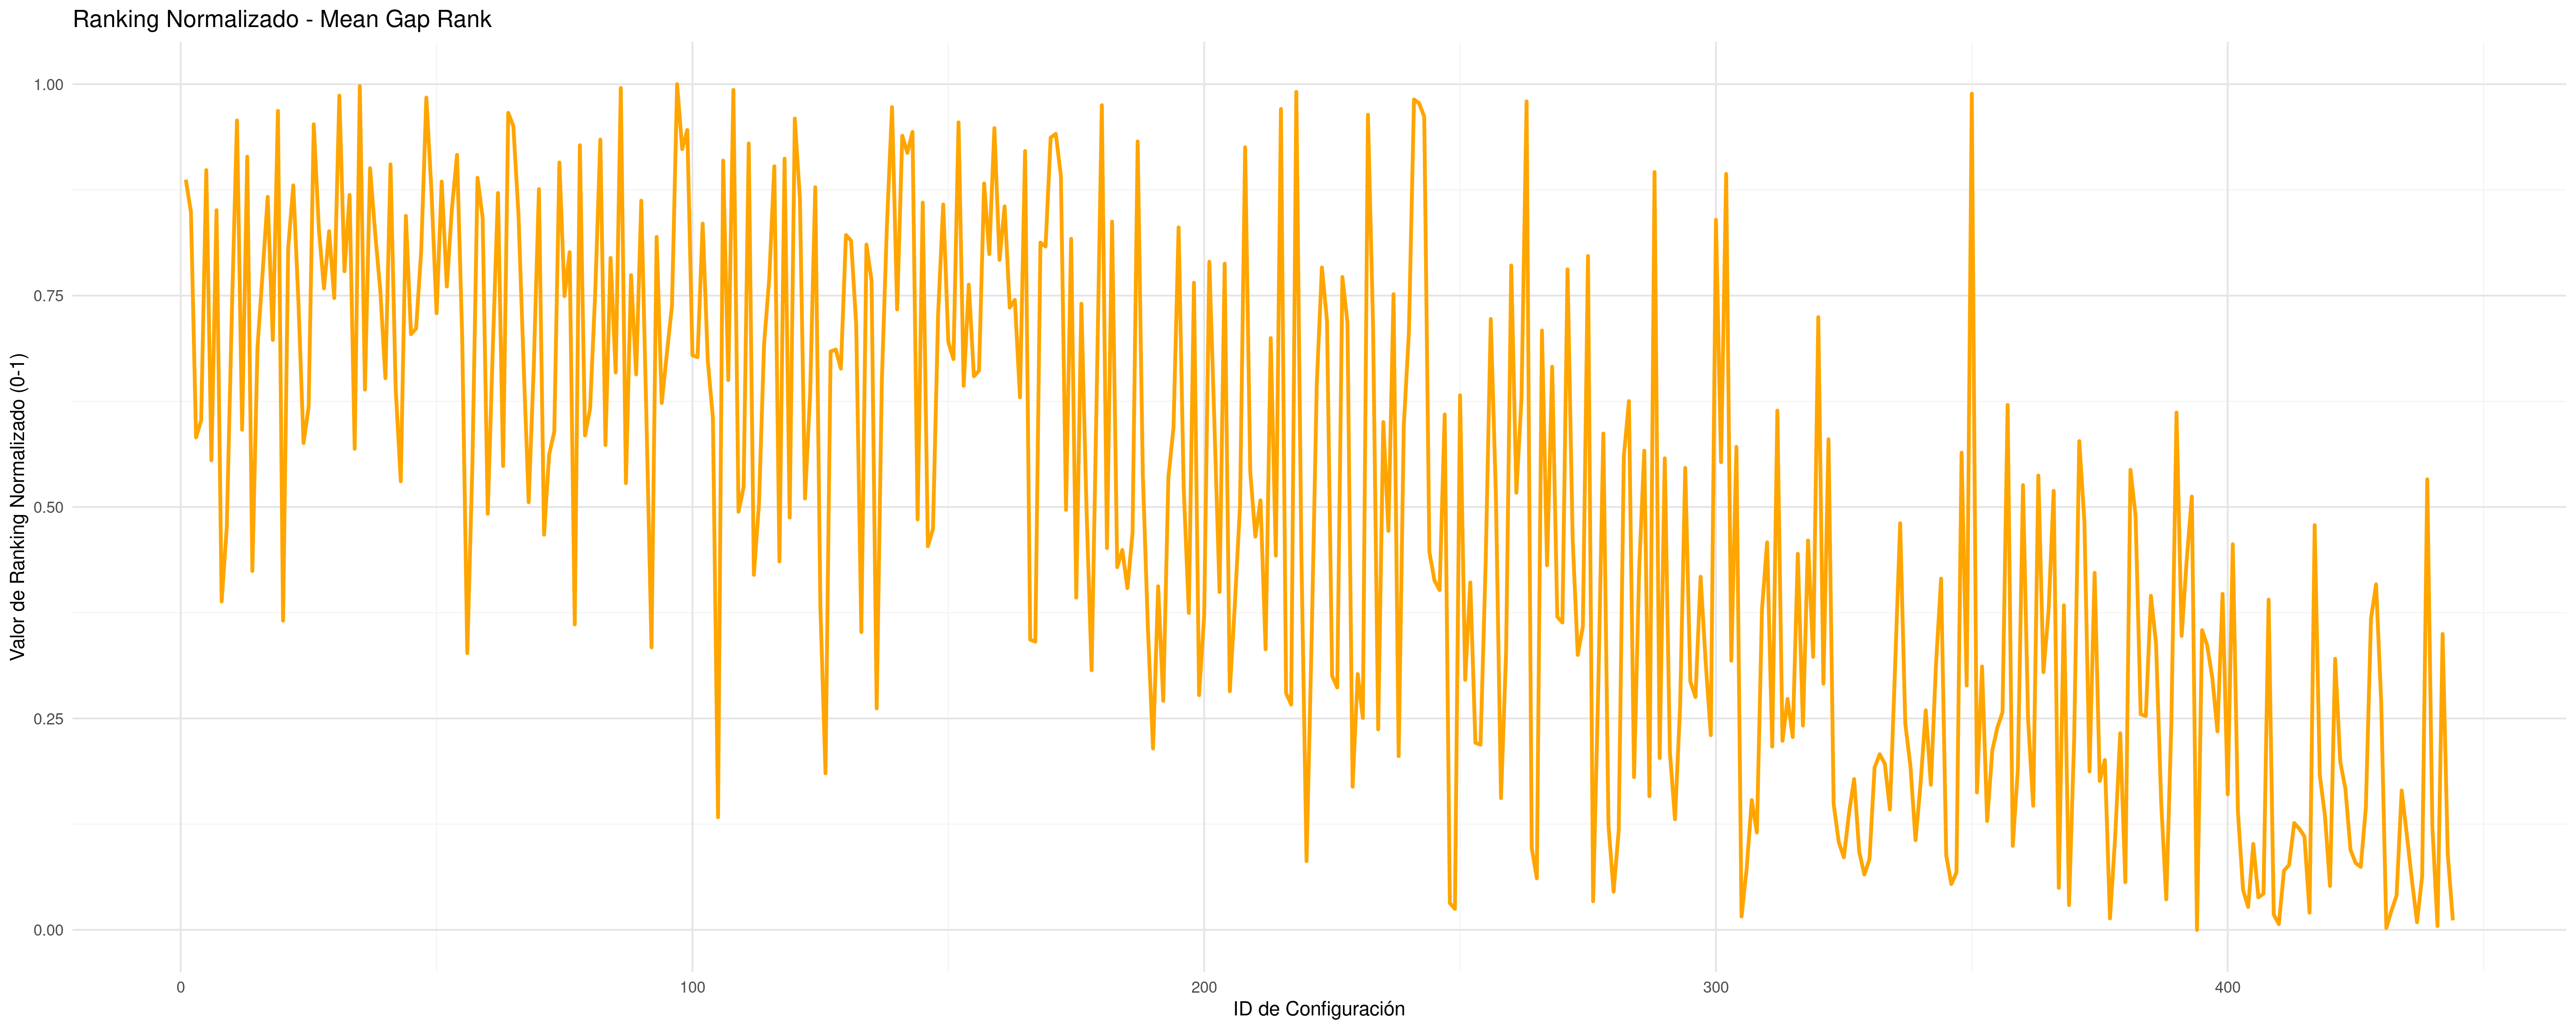 Ranking Normalizado - Mean Gap Rank
Valor de Ranking Normalizado (0-1)
1.00
0.75
0.50
0.25
0.00
0 100 200 300 400
ID de Configuración